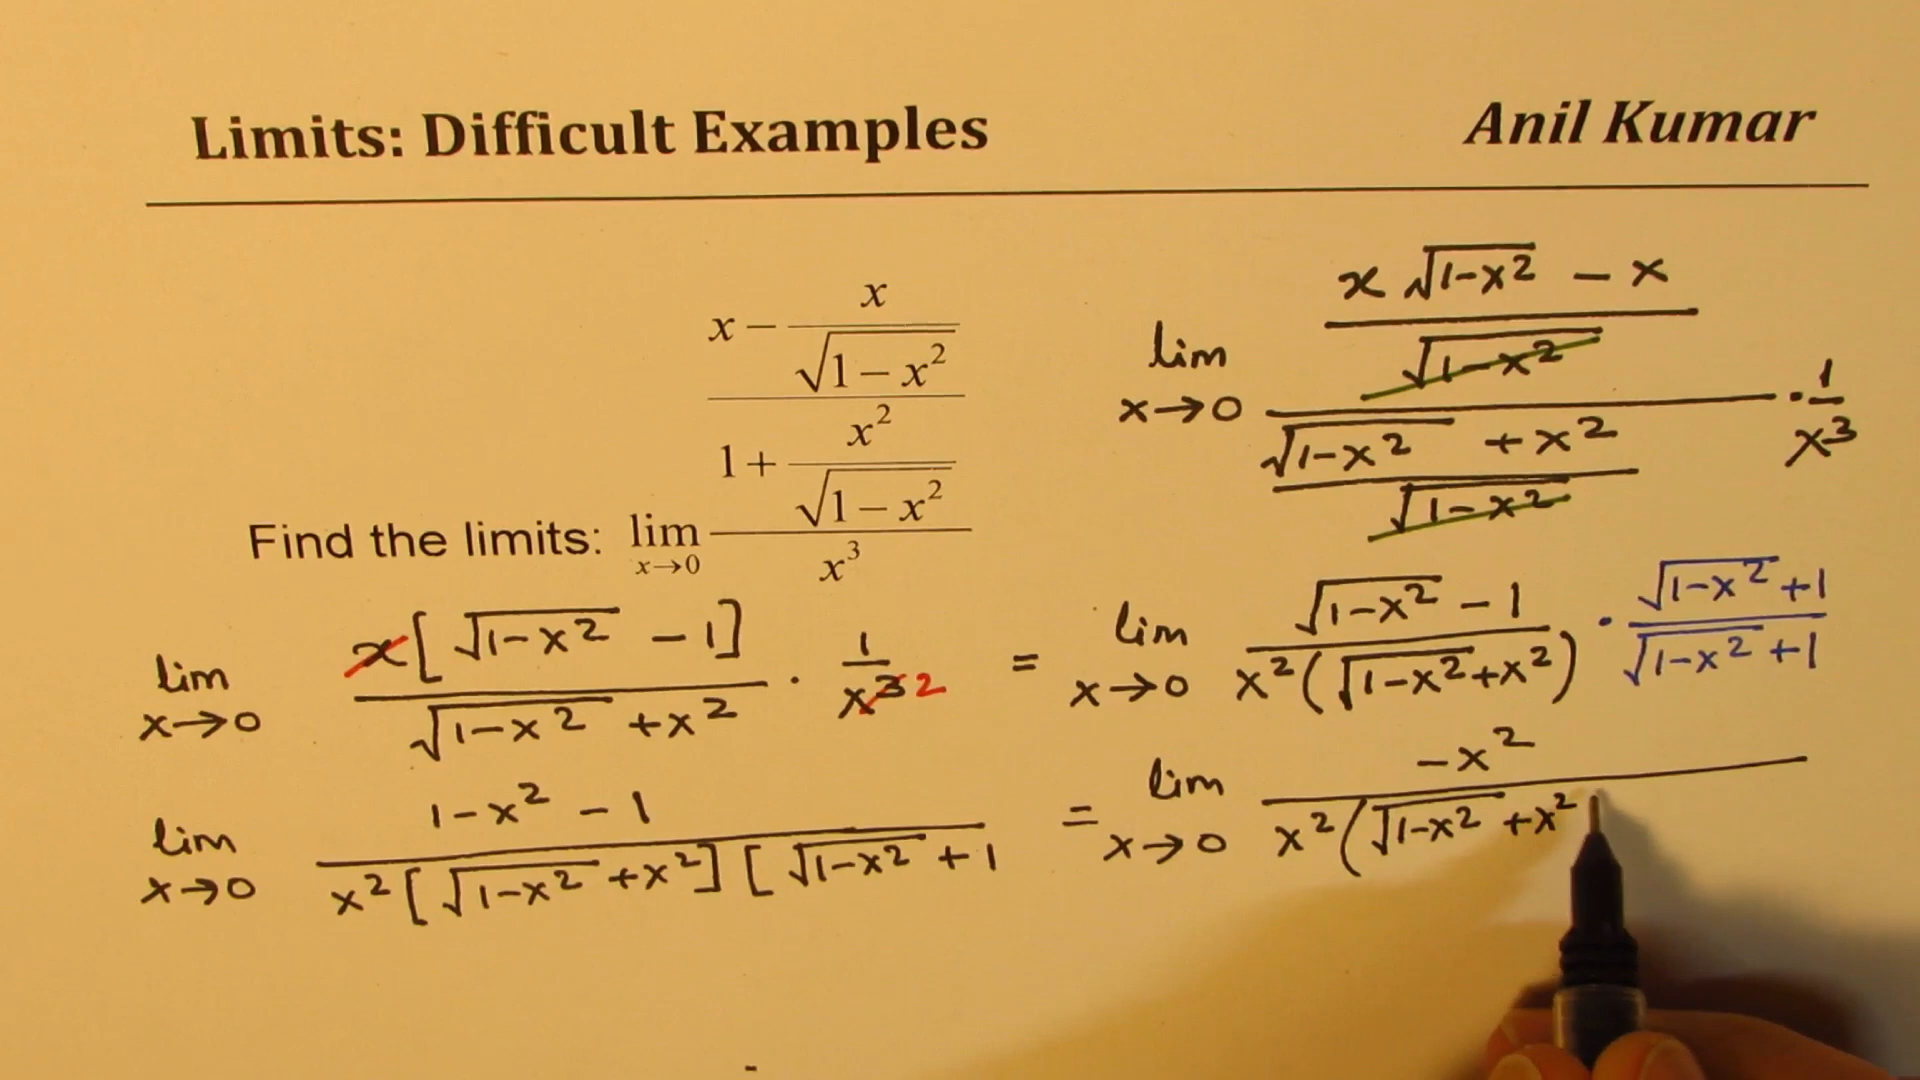 Limits: Difficult Examples Anil Kumar
Find the limits: lim x→0 ((x − x/√(1−x²)) / (1 + x²/√(1−x²))) / x³
lim x→0 ((x√(1−x²) − x) / √(1−x²)) / ((√(1−x²) + x²) / √(1−x²)) · 1/x³
lim x→0 x[√(1−x²) − 1] / (√(1−x²) + x²) · 1/x³ 2 = lim x→0 (√(1−x²) − 1) / (x²(√(1−x²)+x²)) · (√(1−x²)+1) / (√(1−x²)+1)
lim x→0 (1−x² − 1) / (x²[√(1−x²) + x²][√(1−x²) + 1 = lim x→0 −x² / (x²(√(1−x²) + x²